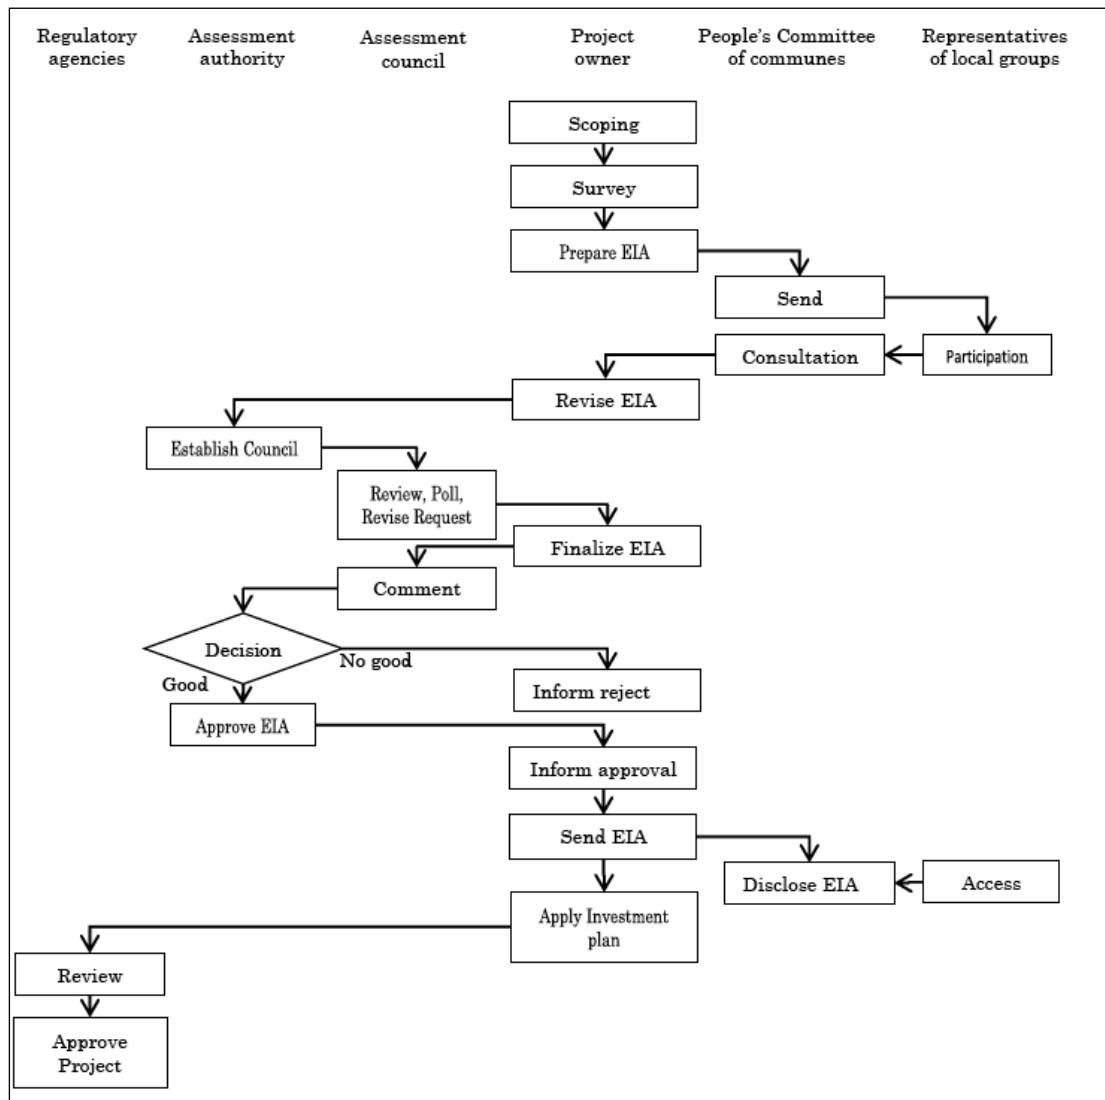 Regulatory
agencies
Assessment
authority
Assessment
council
Project
owner
People's Committee
of communes
Representatives
of local groups
Scoping
Survey
Prepare EIA
Send
Consultation
Participation
Revise EIA
Establish Council
Review, Poll,
Revise Request
Finalize EIA
Comment
Decision
No good
Good
Inform reject
Approve EIA
Inform approval
Send EIA
Disclose EIA
Access
Apply Investment
plan
Review
Approve
Project